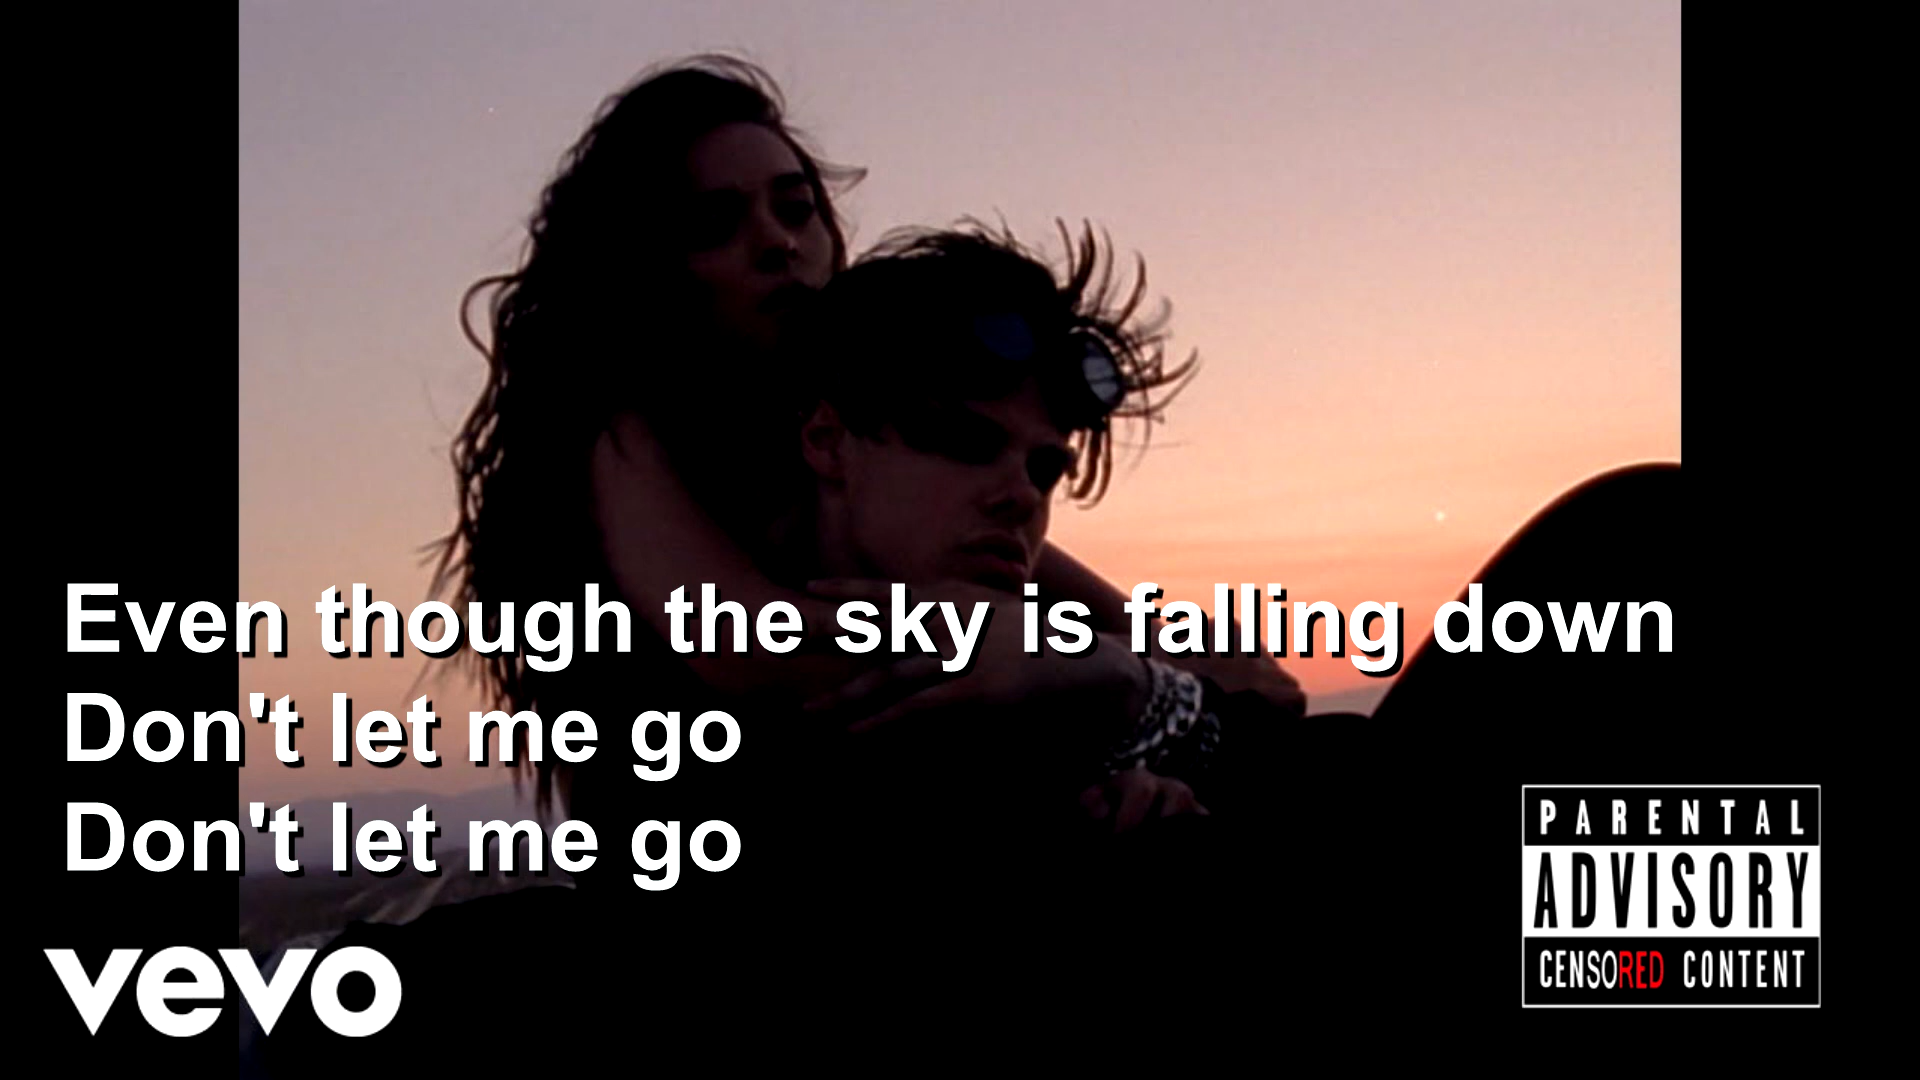 Even though the sky is falling down
Don't let me go
Don't let me go
vevo
PARENTAL
ADVISORY
CENSORED CONTENT